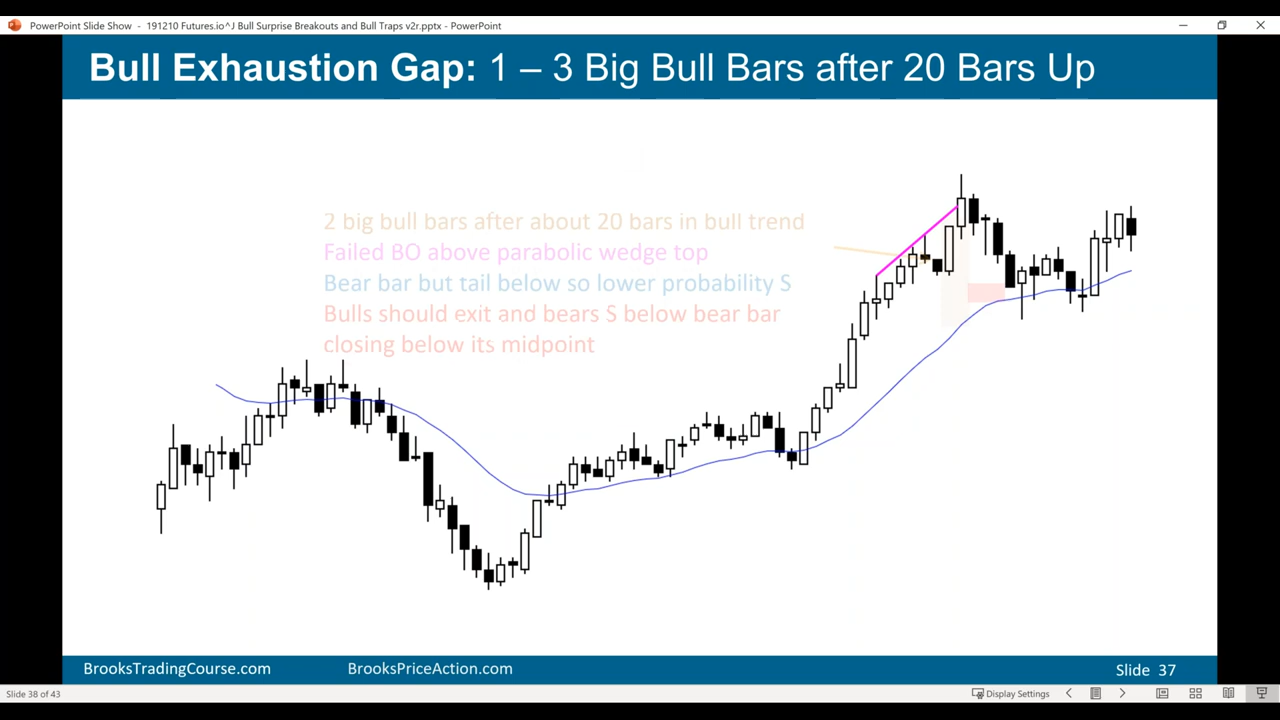 PowerPoint Slide Show - 191210 Futures.io^J Bull Surprise Breakouts and Bull Traps v2r.pptx - PowerPoint
Bull Exhaustion Gap: 1 – 3 Big Bull Bars after 20 Bars Up
2 big bull bars after about 20 bars in bull trend
Failed BO above parabolic wedge top
Bear bar but tail below so lower probability S
Bulls should exit and bears S below bear bar
closing below its midpoint
BrooksTradingCourse.com BrooksPriceAction.com Slide 37
Slide 38 of 43 Display Settings